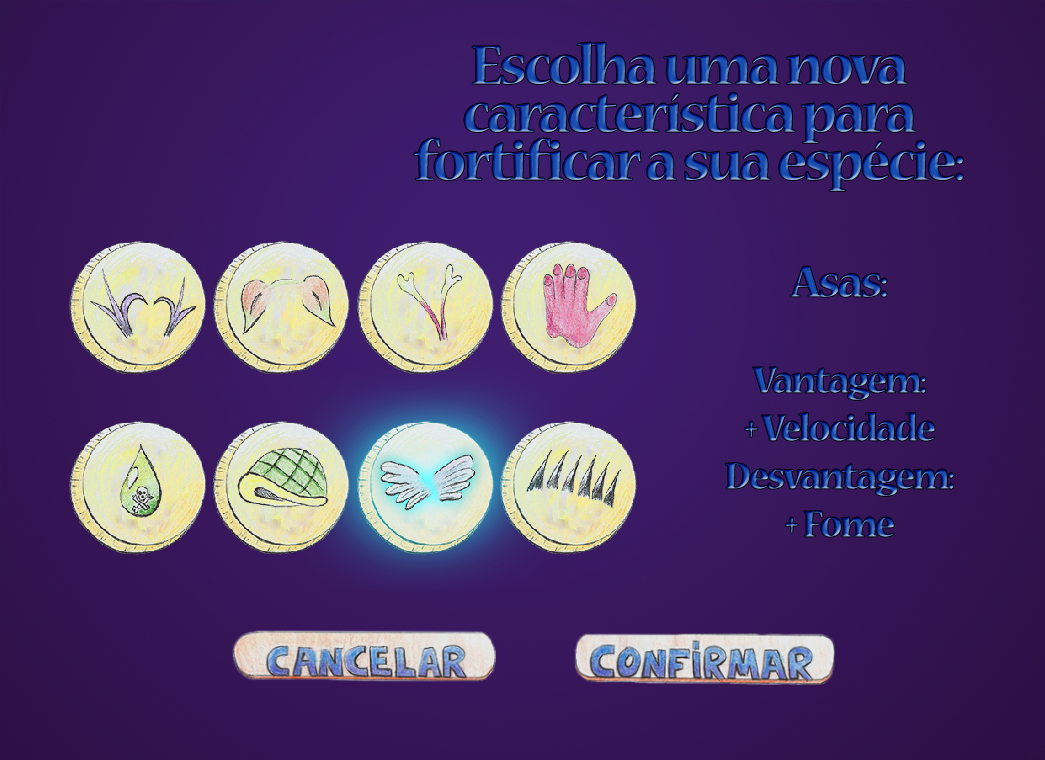 Escolha uma nova
característica para
fortificar a sua espécie:
Asas:
Vantagem:
+ Velocidade
Desvantagem:
+ Fome
CANCELAR
CONFiRMAR